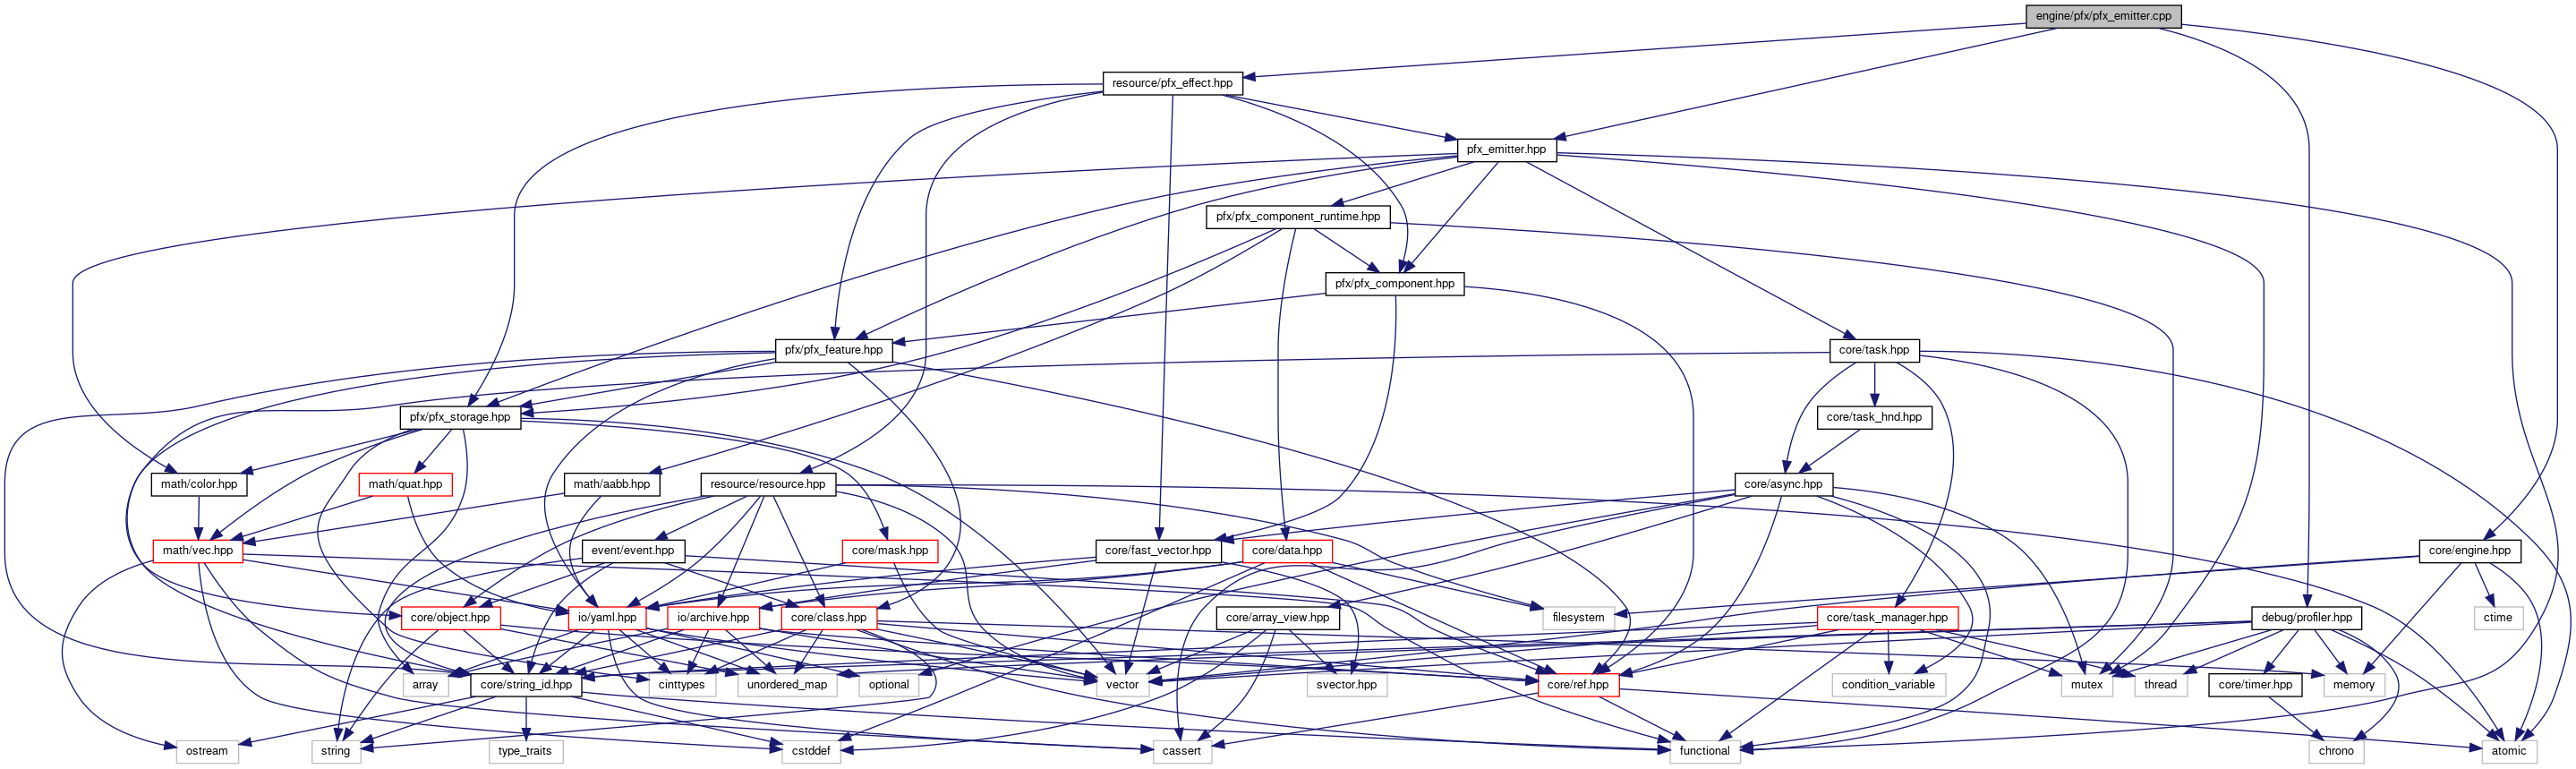 engine/pfx/pfx_emitter.cpp
resource/pfx_effect.hpp
pfx_emitter.hpp
pfx/pfx_component_runtime.hpp
pfx/pfx_component.hpp
pfx/pfx_feature.hpp
core/task.hpp
pfx/pfx_storage.hpp
core/task_hnd.hpp
math/color.hpp
math/quat.hpp
math/aabb.hpp
resource/resource.hpp
core/async.hpp
math/vec.hpp
event/event.hpp
core/mask.hpp
core/fast_vector.hpp
core/data.hpp
core/engine.hpp
core/object.hpp
io/yaml.hpp
io/archive.hpp
core/class.hpp
core/array_view.hpp
filesystem
core/task_manager.hpp
ctime
debug/profiler.hpp
array
core/string_id.hpp
cinttypes
unordered_map
optional
vector
svector.hpp
core/ref.hpp
condition_variable
mutex
thread
core/timer.hpp
memory
ostream
string
type_traits
cstddef
cassert
functional
chrono
atomic